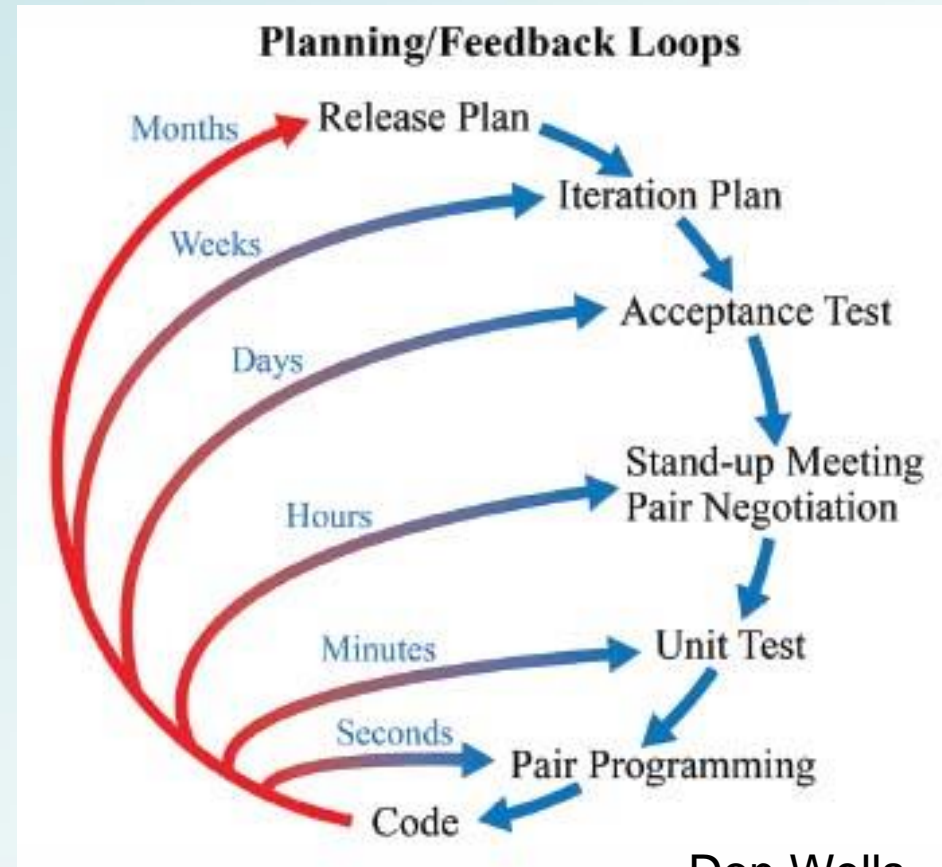 Planning/Feedback Loops
Months
Release Plan
Iteration Plan
Weeks
Acceptance Test
Days
Stand-up Meeting
Pair Negotiation
Hours
Unit Test
Minutes
Seconds
Pair Programming
Code